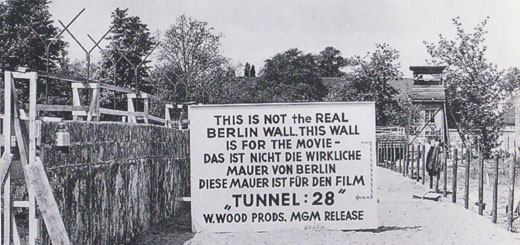 THIS IS NOT the REAL
BERLIN WALL. THIS WALL
IS FOR THE MOVIE -
DAS IST NICHT DIE WIRKLICHE
MAUER VON BERLIN
DIESE MAUER IST FÜR DEN FILM
„TUNNEL: 28"
W. WOOD PRODS. MGM RELEASE